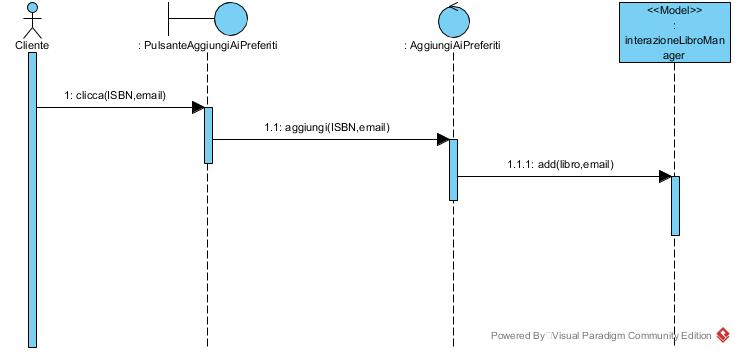 <<Model>>
:
interazioneLibroMan
ager
Cliente
: PulsanteAggiungiAiPreferiti
: AggiungiAiPreferiti
1: clicca(ISBN,email)
1.1: aggiungi(ISBN,email)
1.1.1: add(libro,email)
Powered By Visual Paradigm Community Edition